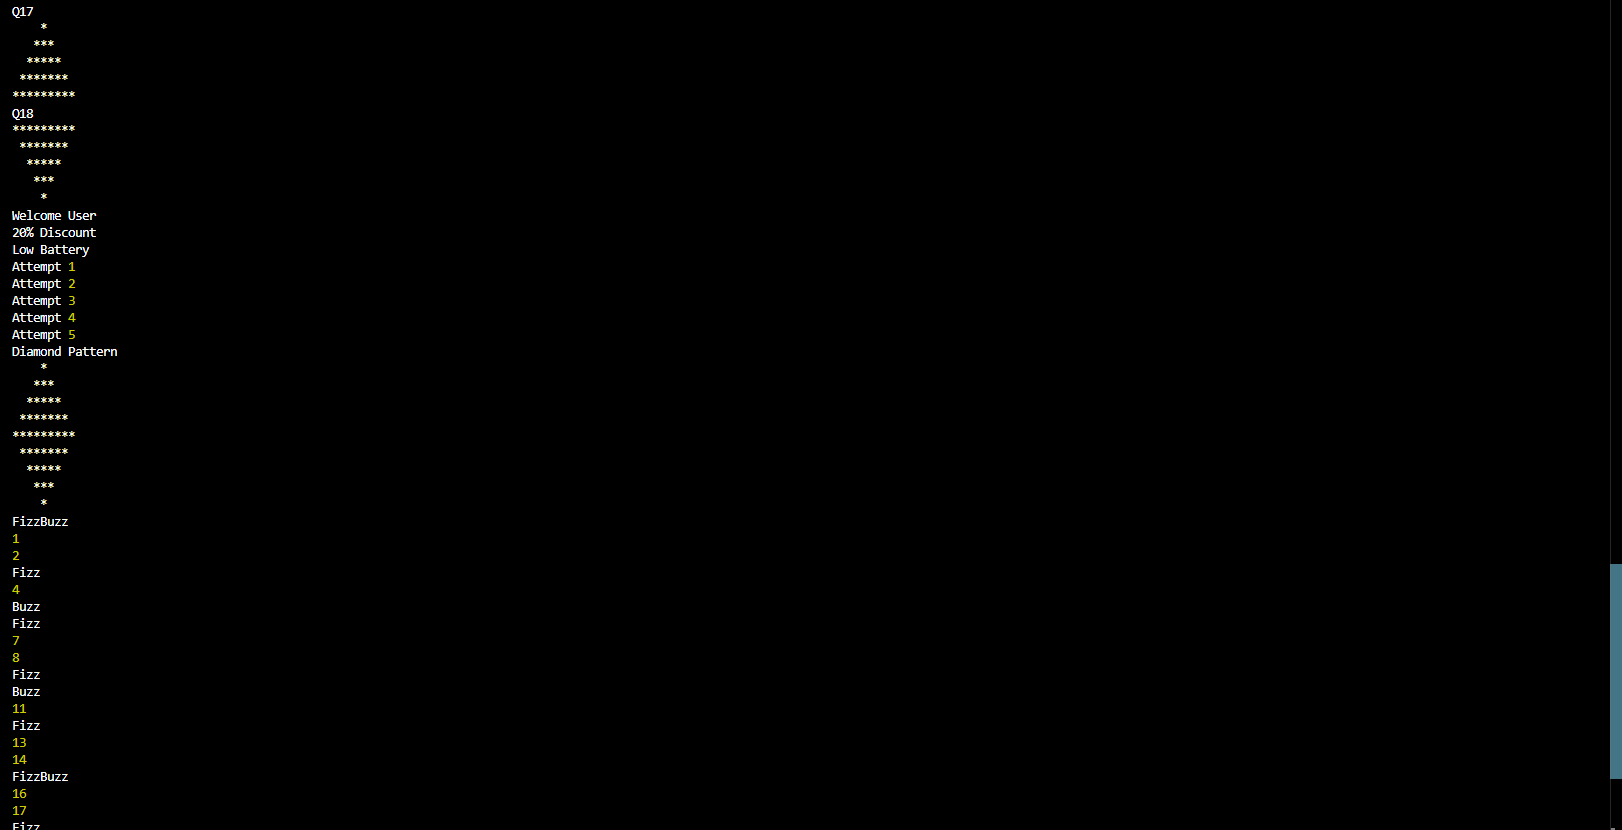 Q17
    *
   ***
  *****
 *******
*********
Q18
*********
 *******
  *****
   ***
    *
Welcome User
20% Discount
Low Battery
Attempt 1
Attempt 2
Attempt 3
Attempt 4
Attempt 5
Diamond Pattern
    *
   ***
  *****
 *******
*********
 *******
  *****
   ***
    *
FizzBuzz
1
2
Fizz
4
Buzz
Fizz
7
8
Fizz
Buzz
11
Fizz
13
14
FizzBuzz
16
17
Fizz